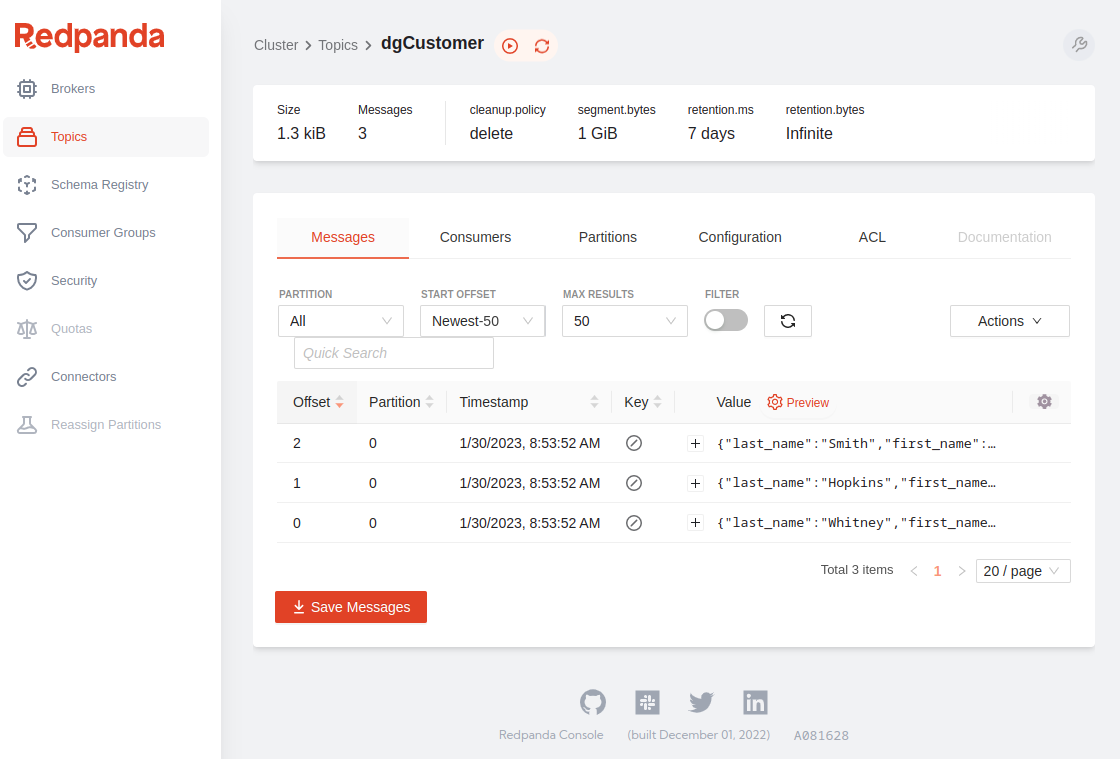 Redpanda
Brokers
Topics
Schema Registry
Consumer Groups
Security
Quotas
Connectors
Reassign Partitions
Cluster > Topics > dgCustomer
Size Messages cleanup.policy segment.bytes retention.ms retention.bytes
1.3 kiB 3 delete 1 GiB 7 days Infinite
Messages Consumers Partitions Configuration ACL Documentation
PARTITION START OFFSET MAX RESULTS FILTER
All Newest-50 50 Actions
Quick Search
Offset Partition Timestamp Key Value Preview
2 0 1/30/2023, 8:53:52 AM + {"last_name":"Smith","first_name":…
1 0 1/30/2023, 8:53:52 AM + {"last_name":"Hopkins","first_name…
0 0 1/30/2023, 8:53:52 AM + {"last_name":"Whitney","first_name…
Total 3 items < 1 > 20 / page
Save Messages
Redpanda Console (built December 01, 2022) A081628